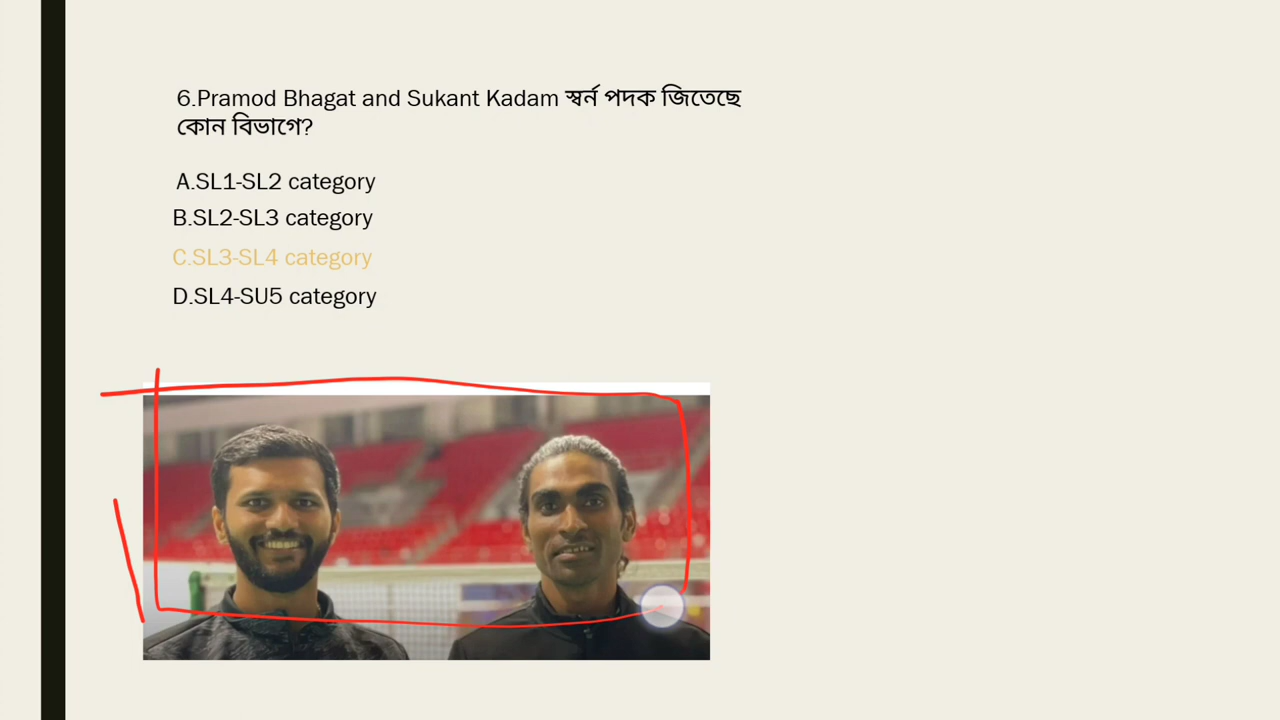 6.Pramod Bhagat and Sukant Kadam স্বর্ন পদক জিতেছে
কোন বিভাগে?
A.SL1-SL2 category
B.SL2-SL3 category
C.SL3-SL4 category
D.SL4-SU5 category